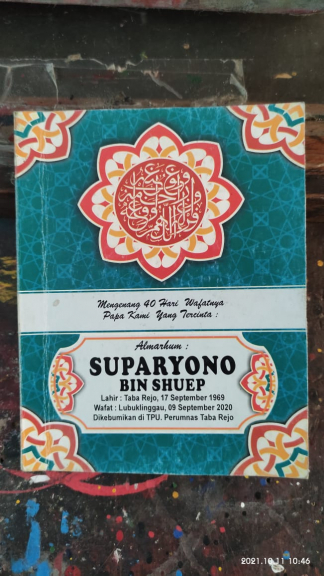 Mengenang 40 Hari Wafatnya
Papa Kami Yang Tercinta :
Almarhum :
SUPARYONO
BIN SHUEP
Lahir : Taba Rejo, 17 September 1969
Wafat : Lubuklinggau, 09 September 2020
Dikebumikan di TPU. Perumnas Taba Rejo
2021.10.11 10:46